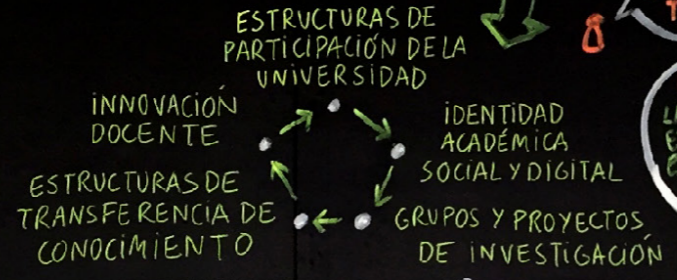 ESTRUCTURAS DE
PARTICIPACIÓN DE LA
UNIVERSIDAD
iDENTiDAD
ACADÉMICA
SOCIAL Y DiGiTAL
GRUPOS Y PROYECTOS
DE iNVESTiGACiÓN
ESTRUCTURAS DE
TRANSFERENCIA DE
CONOCiMiENTO
iNNOVACiÓN
DOCENTE